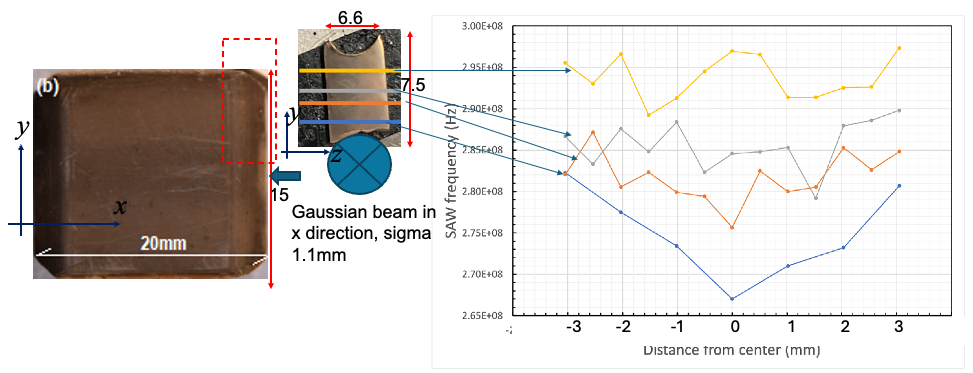 (b)
y
x
20mm
15
6.6
7.5
y
z
Gaussian beam in
x direction, sigma
1.1mm
SAW frequency (Hz)
3.00E+08
2.95E+08
2.90E+08
2.85E+08
2.80E+08
2.75E+08
2.70E+08
2.65E+08
-3
-2
-1
0
1
2
3
Distance from center (mm)